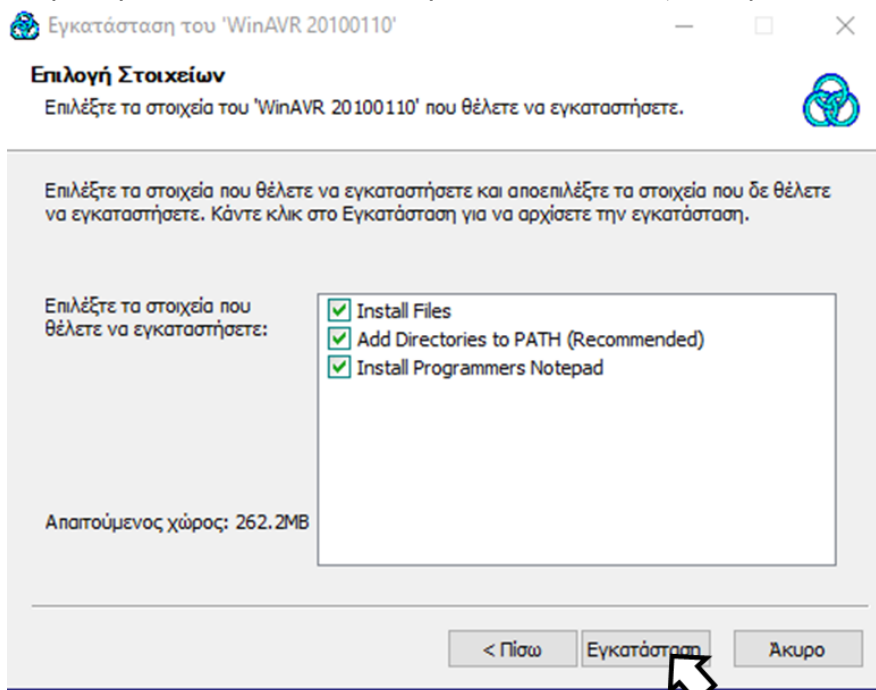 Εγκατάσταση του 'WinAVR 20100110'
Επιλογή Στοιχείων
Επιλέξτε τα στοιχεία του 'WinAVR 20100110' που θέλετε να εγκαταστήσετε.
Επιλέξτε τα στοιχεία που θέλετε να εγκαταστήσετε και αποεπιλέξτε τα στοιχεία που δε θέλετε
να εγκαταστήσετε. Κάντε κλικ στο Εγκατάσταση για να αρχίσετε την εγκατάσταση.
Επιλέξτε τα στοιχεία που
θέλετε να εγκαταστήσετε:
Install Files
Add Directories to PATH (Recommended)
Install Programmers Notepad
Απαιτούμενος χώρος: 262.2MB
< Πίσω
Εγκατάσταση
Άκυρο